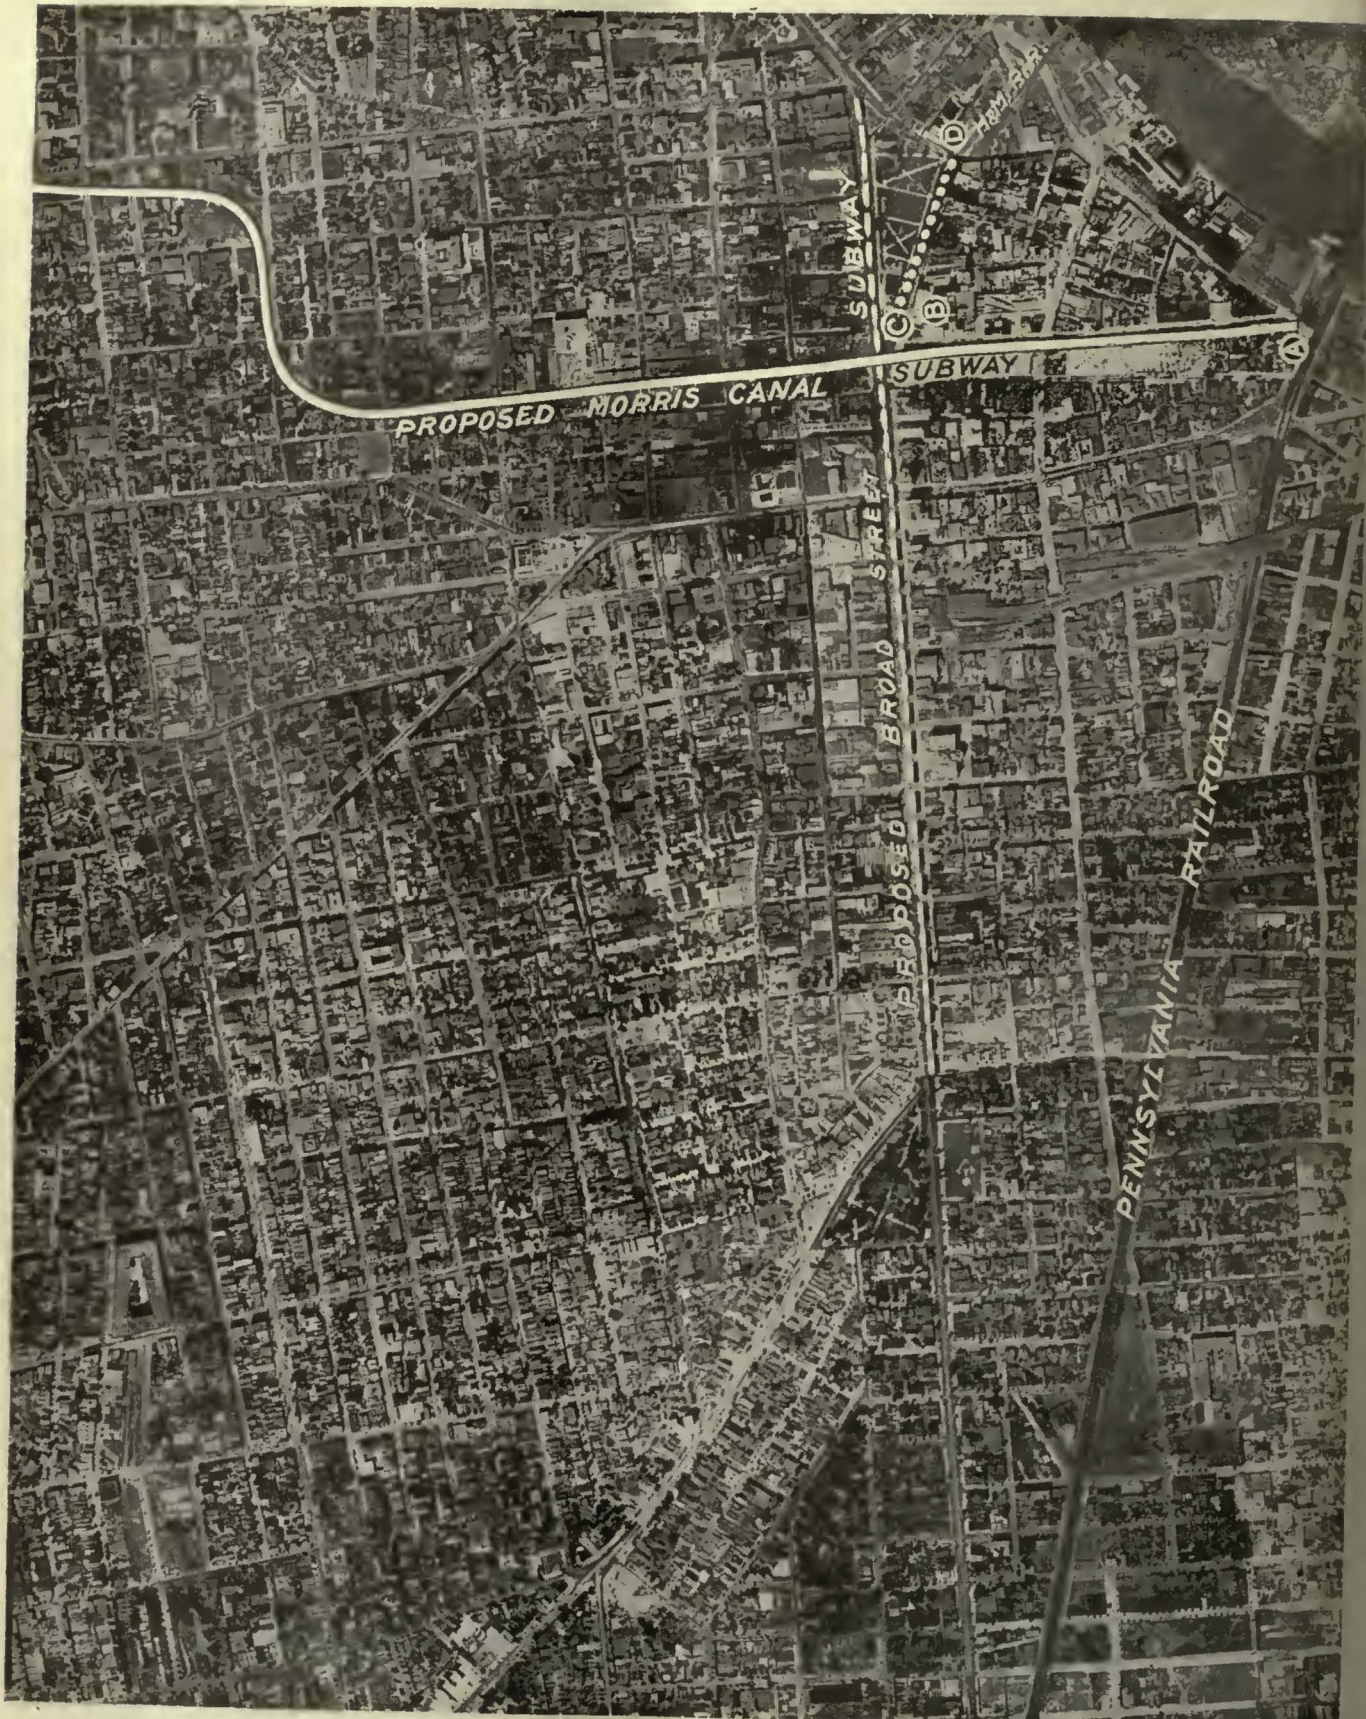 H.&M.R.R.
D
SUBWAY
C
B
A
PROPOSED MORRIS CANAL SUBWAY
PROPOSED BROAD STREET
PENNSYLVANIA RAILROAD